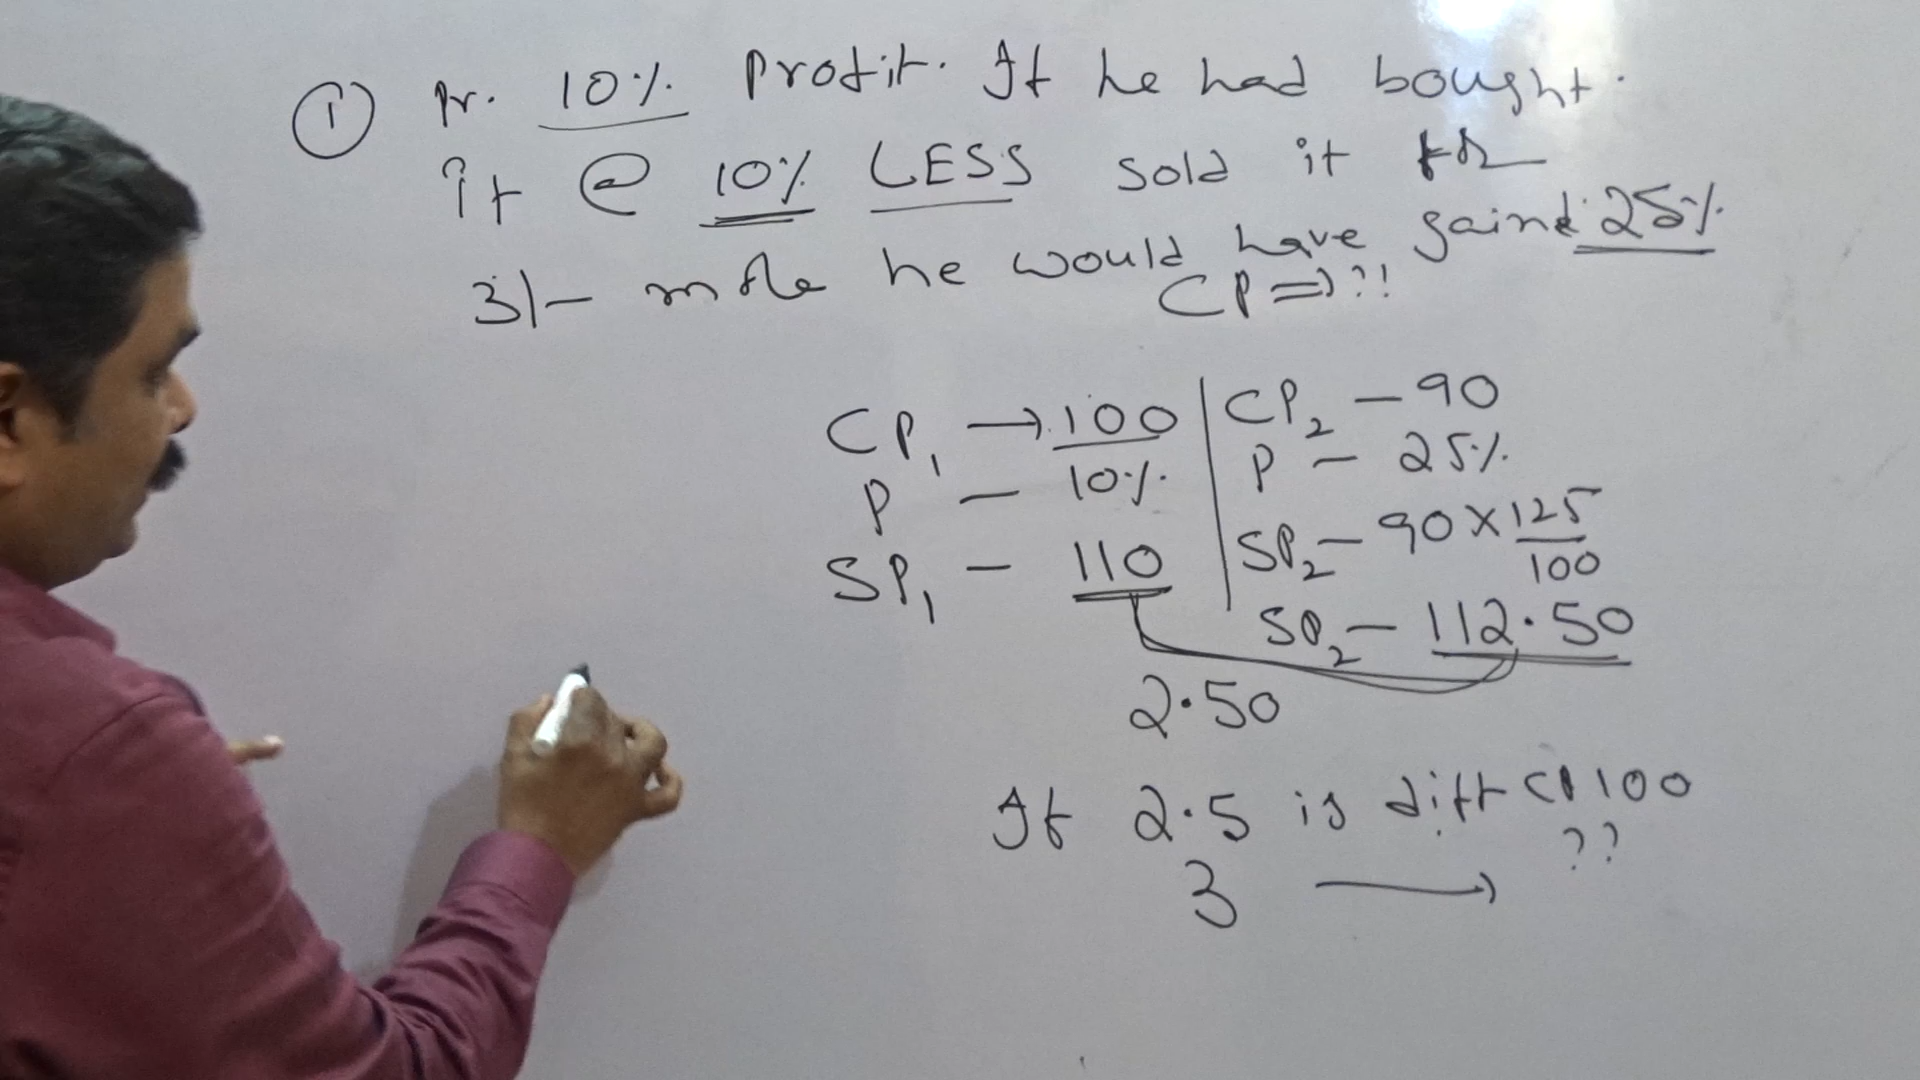 ① Pr. 10% Profit. If he had bought.
it @ 10% LESS sold it for
3/- more he would have gaind 25%
CP ⇒ ??
CP₁ → 100 | CP₂ – 90
P – 10% | P – 25%
SP₁ – 110 | SP₂ – 90 × 125/100
SP₂ – 112.50
2.50
If 2.5 is diff CP 100
3 → ??